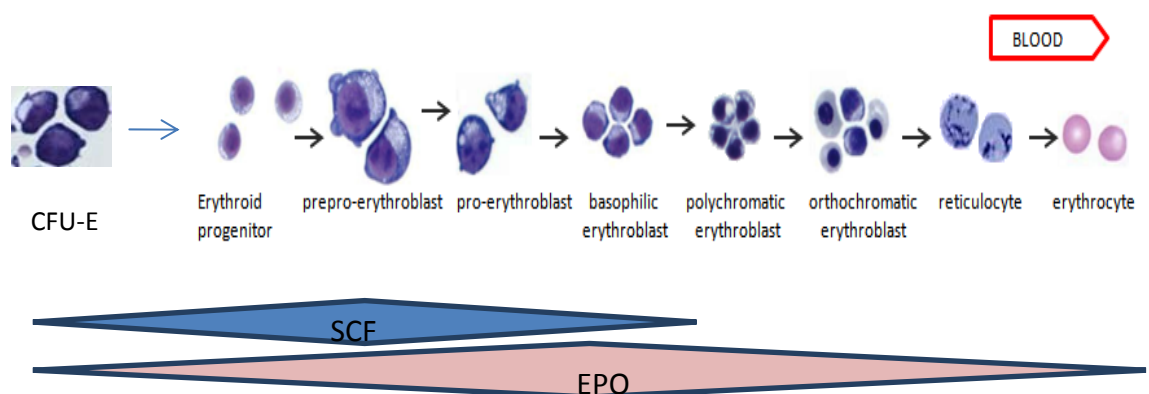 BLOOD
CFU-E
Erythroid
progenitor
prepro-erythroblast
pro-erythroblast
basophilic
erythroblast
polychromatic
erythroblast
orthochromatic
erythroblast
reticulocyte
erythrocyte
SCF
EPO